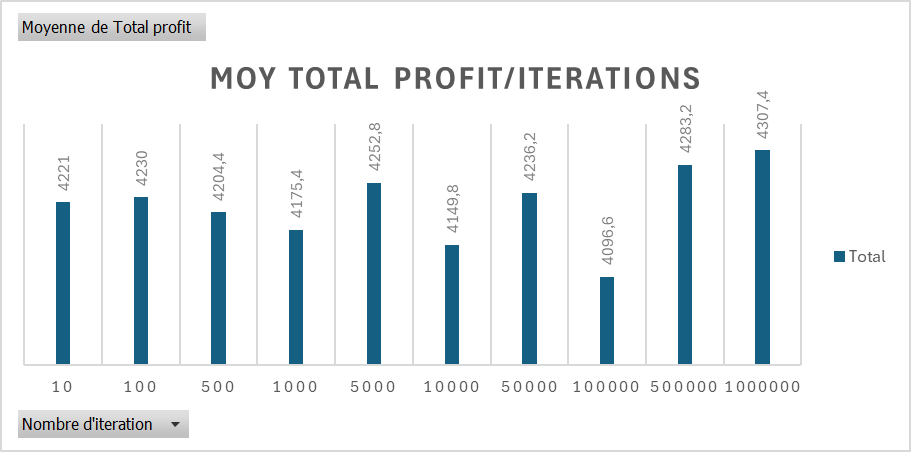 Moyenne de Total profit
MOY TOTAL PROFIT/ITERATIONS
4221
4230
4204,4
4175,4
4252,8
4149,8
4236,2
4096,6
4283,2
4307,4
Total
10 100 500 1000 5000 10000 50000 100000 500000 1000000
Nombre d'iteration